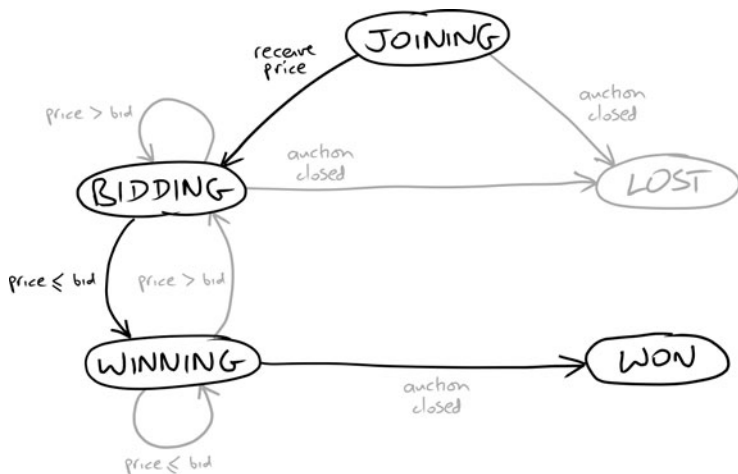 JOINING
receive
price
auction
closed
price > bid
auction
closed
BIDDING
LOST
price ⩽ bid
price > bid
WINNING
WON
auction
closed
price ⩽ bid